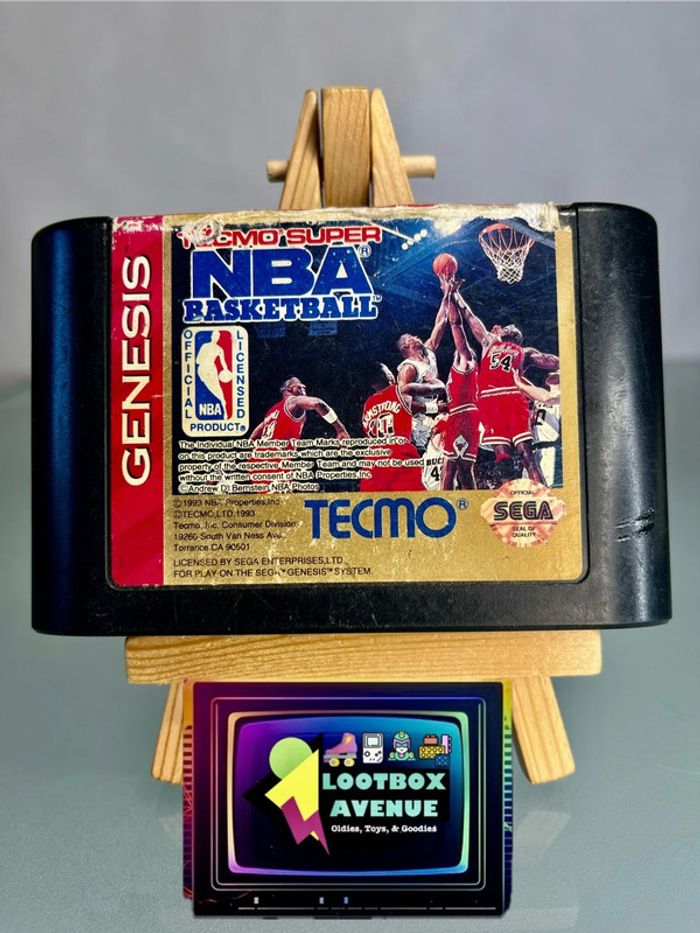 GENESIS
TECMO SUPER
NBA®
BASKETBALL™
OFFICIAL
LICENSED
NBA
PRODUCT®
ARMSTRONG
10
54
BUC
The individual NBA Member Team Marks reproduced
on this product are trademarks which are the exclusive
property of the respective Member Team and may not be used
without the written consent of NBA Properties, Inc.
©Andrew D. Bernstein NBA Photos
©1993 NBA Properties, Inc.
©TECMO, LTD. 1993
Tecmo, Inc. Consumer Division
19260 South Van Ness Ave.
Torrance CA 90501
LICENSED BY SEGA ENTERPRISES, LTD.
FOR PLAY ON THE SEGA™ GENESIS™ SYSTEM.
TECMO®
OFFICIAL
SEGA
SEAL OF
QUALITY
LOOTBOX
AVENUE
Oldies, Toys, & Goodies